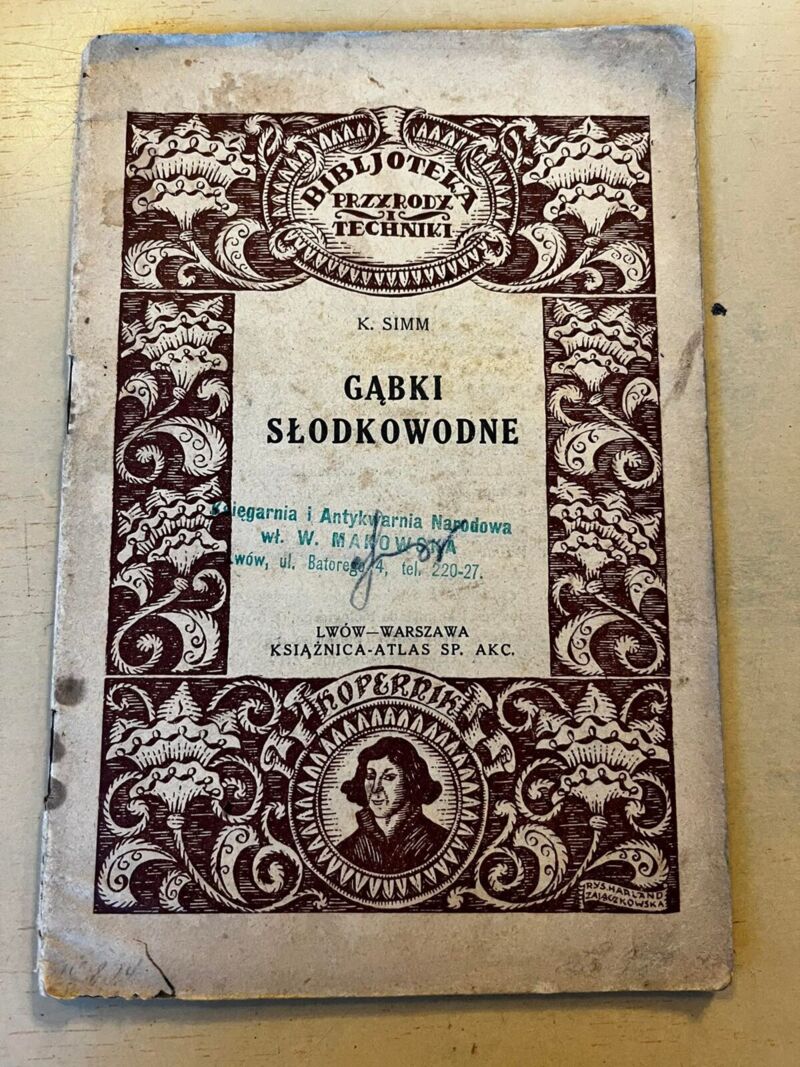 BIBLJOTEKA
PRZYRODY
I
TECHNIKI
K. SIMM
GĄBKI
SŁODKOWODNE
Księgarnia i Antykwarnia Narodowa
wł. W. MAKOWSKA
Lwów, ul. Batorego 4, tel. 220-27.
LWÓW—WARSZAWA
KSIĄŻNICA-ATLAS SP. AKC.
KOPERNIK
RYS. HARLAND
ZAJĄCZKOWSKA